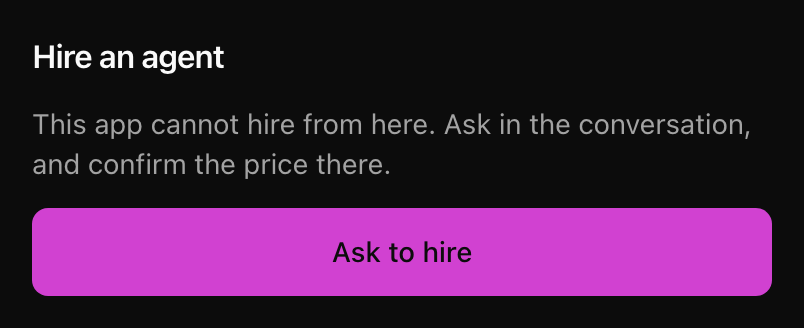 Hire an agent
This app cannot hire from here. Ask in the conversation,
and confirm the price there.
Ask to hire